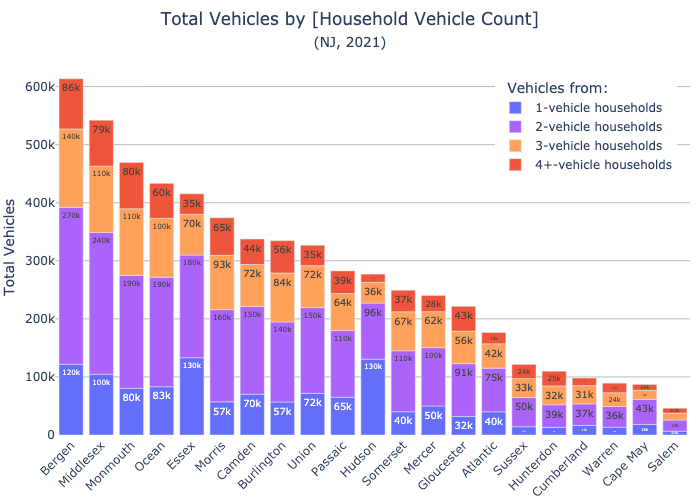 Total Vehicles by [Household Vehicle Count]
(NJ, 2021)
Vehicles from:
1-vehicle households
2-vehicle households
3-vehicle households
4+-vehicle households
Total Vehicles
600k
500k
400k
300k
200k
100k
0
86k 140k 270k 120k
79k 110k 240k 100k
80k 110k 190k 80k
60k 100k 190k 83k
35k 70k 180k 130k
65k 93k 160k 57k
44k 72k 150k 70k
56k 84k 140k 57k
35k 72k 150k 72k
39k 64k 110k 65k
36k 96k 130k
37k 67k 110k 40k
28k 62k 100k 50k
43k 56k 91k 32k
42k 75k 40k
24k 33k 50k
25k 32k 39k
31k 37k
24k 36k
43k
Bergen
Middlesex
Monmouth
Ocean
Essex
Morris
Camden
Burlington
Union
Passaic
Hudson
Somerset
Mercer
Gloucester
Atlantic
Sussex
Hunterdon
Cumberland
Warren
Cape May
Salem